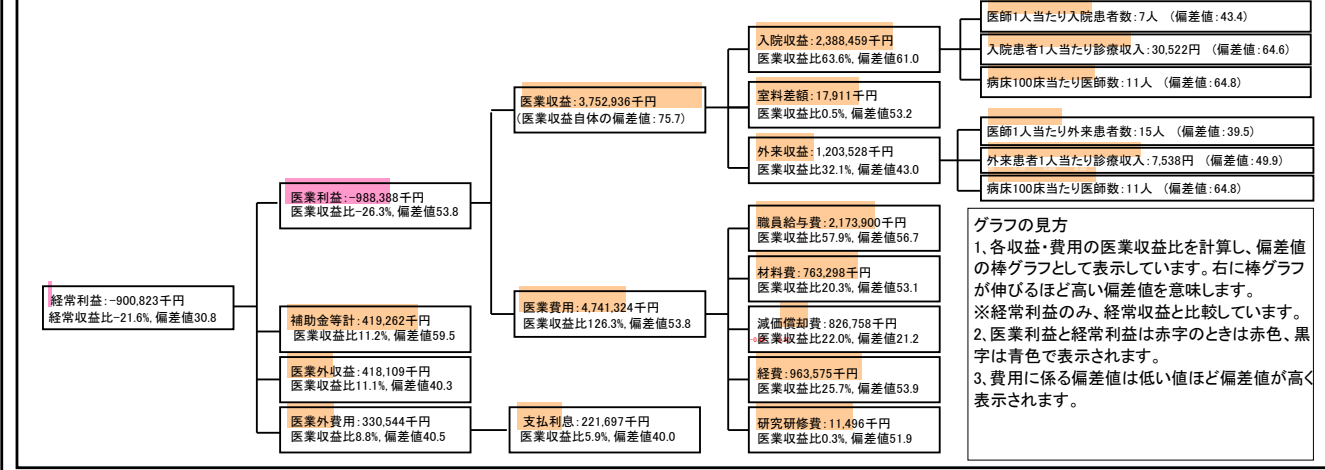 経常利益:-900,823千円
経常収益比-21.6%, 偏差値30.8
医業利益:-988,388千円
医業収益比-26.3%, 偏差値53.8
補助金等計:419,262千円
医業収益比11.2%, 偏差値59.5
医業外収益:418,109千円
医業収益比11.1%, 偏差値40.3
医業外費用:330,544千円
医業収益比8.8%, 偏差値40.5
医業収益:3,752,936千円
(医業収益自体の偏差値:75.7)
医業費用:4,741,324千円
医業収益比126.3%, 偏差値53.8
支払利息:221,697千円
医業収益比5.9%, 偏差値40.0
入院収益:2,388,459千円
医業収益比63.6%, 偏差値61.0
室料差額:17,911千円
医業収益比0.5%, 偏差値53.2
外来収益:1,203,528千円
医業収益比32.1%, 偏差値43.0
職員給与費:2,173,900千円
医業収益比57.9%, 偏差値56.7
材料費:763,298千円
医業収益比20.3%, 偏差値53.1
減価償却費:826,758千円
医業収益比22.0%, 偏差値21.2
経費:963,575千円
医業収益比25.7%, 偏差値53.9
研究研修費:11,496千円
医業収益比0.3%, 偏差値51.9
医師1人当たり入院患者数:7人 (偏差値:43.4)
入院患者1人当たり診療収入:30,522円 (偏差値:64.6)
病床100床当たり医師数:11人 (偏差値:64.8)
医師1人当たり外来患者数:15人 (偏差値:39.5)
外来患者1人当たり診療収入:7,538円 (偏差値:49.9)
病床100床当たり医師数:11人 (偏差値:64.8)
グラフの見方
1、各収益・費用の医業収益比を計算し、偏差値
の棒グラフとして表示しています。右に棒グラフ
が伸びるほど高い偏差値を意味します。
※経常利益のみ、経常収益と比較しています。
2、医業利益と経常利益は赤字のときは赤色、黒
字は青色で表示されます。
3、費用に係る偏差値は低い値ほど偏差値が高く
表示されます。